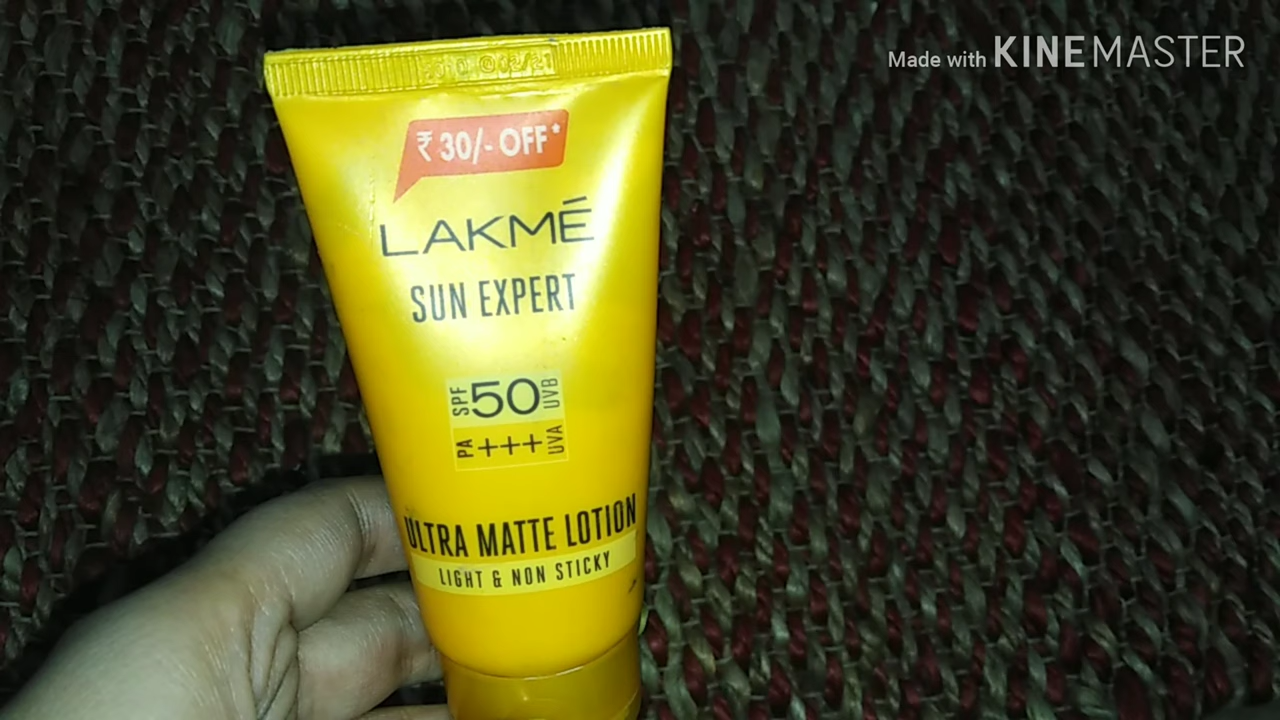 Made with KINEMASTER
₹ 30/- OFF*
LAKMÉ
SUN EXPERT
SPF 50 UVB
PA +++ UVA
ULTRA MATTE LOTION
LIGHT & NON STICKY